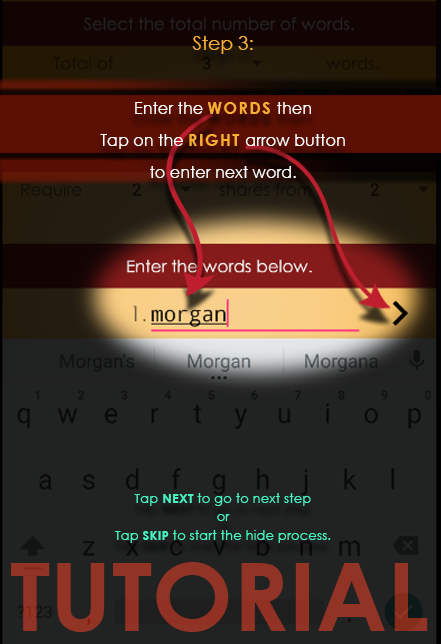 Select the total number of words.
Step 3:
Total of 3 words.
Enter the WORDS then
Tap on the RIGHT arrow button
to enter next word.
Require 2 shares from 2
Enter the words below.
1. morgan
Morgan's Morgan Morgana
1 2 3 4 5 6 7 8 9 0
q w e r t y u i o p
a s d f g h j k l
Tap NEXT to go to next step
or
Tap SKIP to start the hide process.
z x c v b n m
TUTORIAL
?123 , .